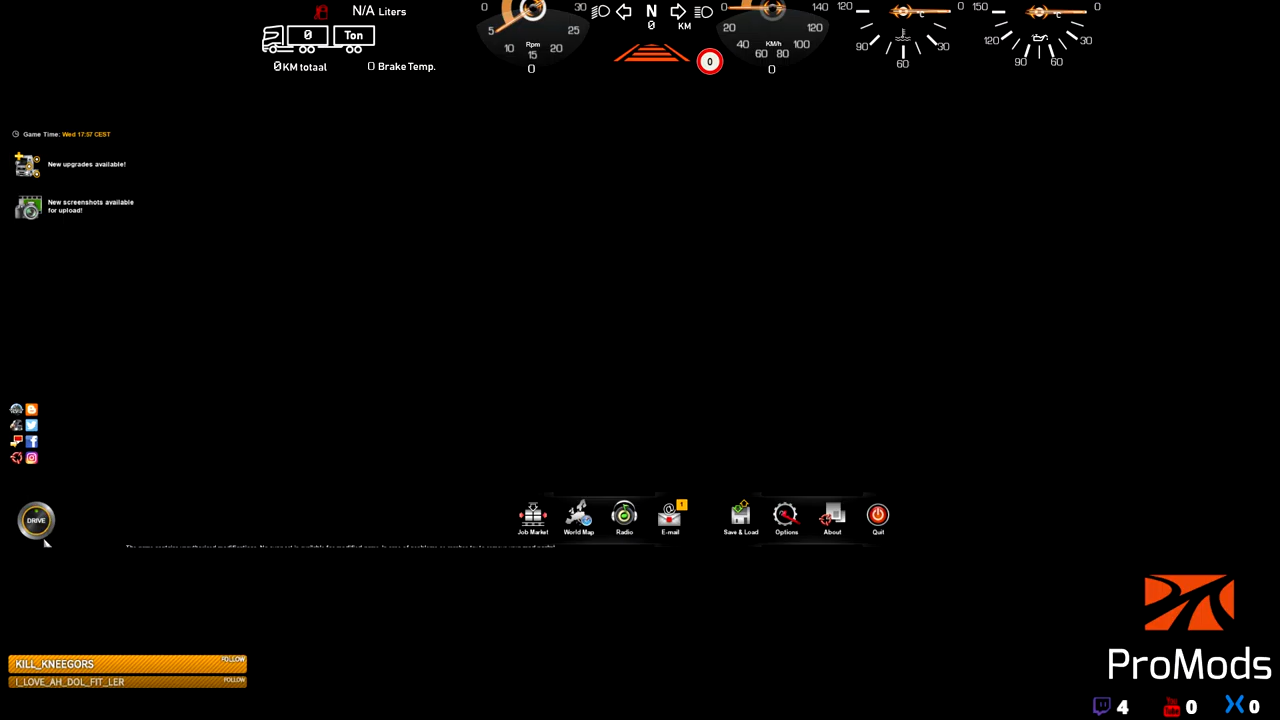 N/A Liters
0 Ton
0 KM totaal 0 Brake Temp.
0 5 10 15 20 25 30 Rpm 0
N 0 KM
0
0 20 40 60 80 100 120 140 KM/h 0
120 90 60 30 0 °C
150 120 90 60 30 0 °C
Game Time: Wed 17:57 CEST
New upgrades available!
New screenshots available
for upload!
DRIVE
1
Job Market World Map Radio E-mail Save & Load Options About Quit
KILL_KNEEGORS FOLLOW
I_LOVE_AH_DOL_FIT_LER FOLLOW
ProMods
4 0 0